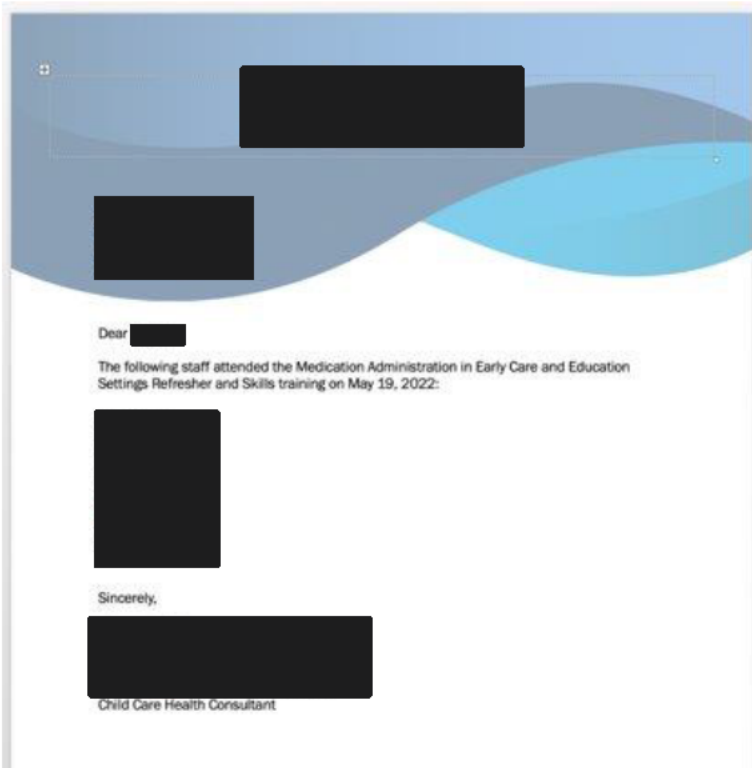 Dear
The following staff attended the Medication Administration in Early Care and Education
Settings Refresher and Skills training on May 19, 2022:
Sincerely,
Child Care Health Consultant